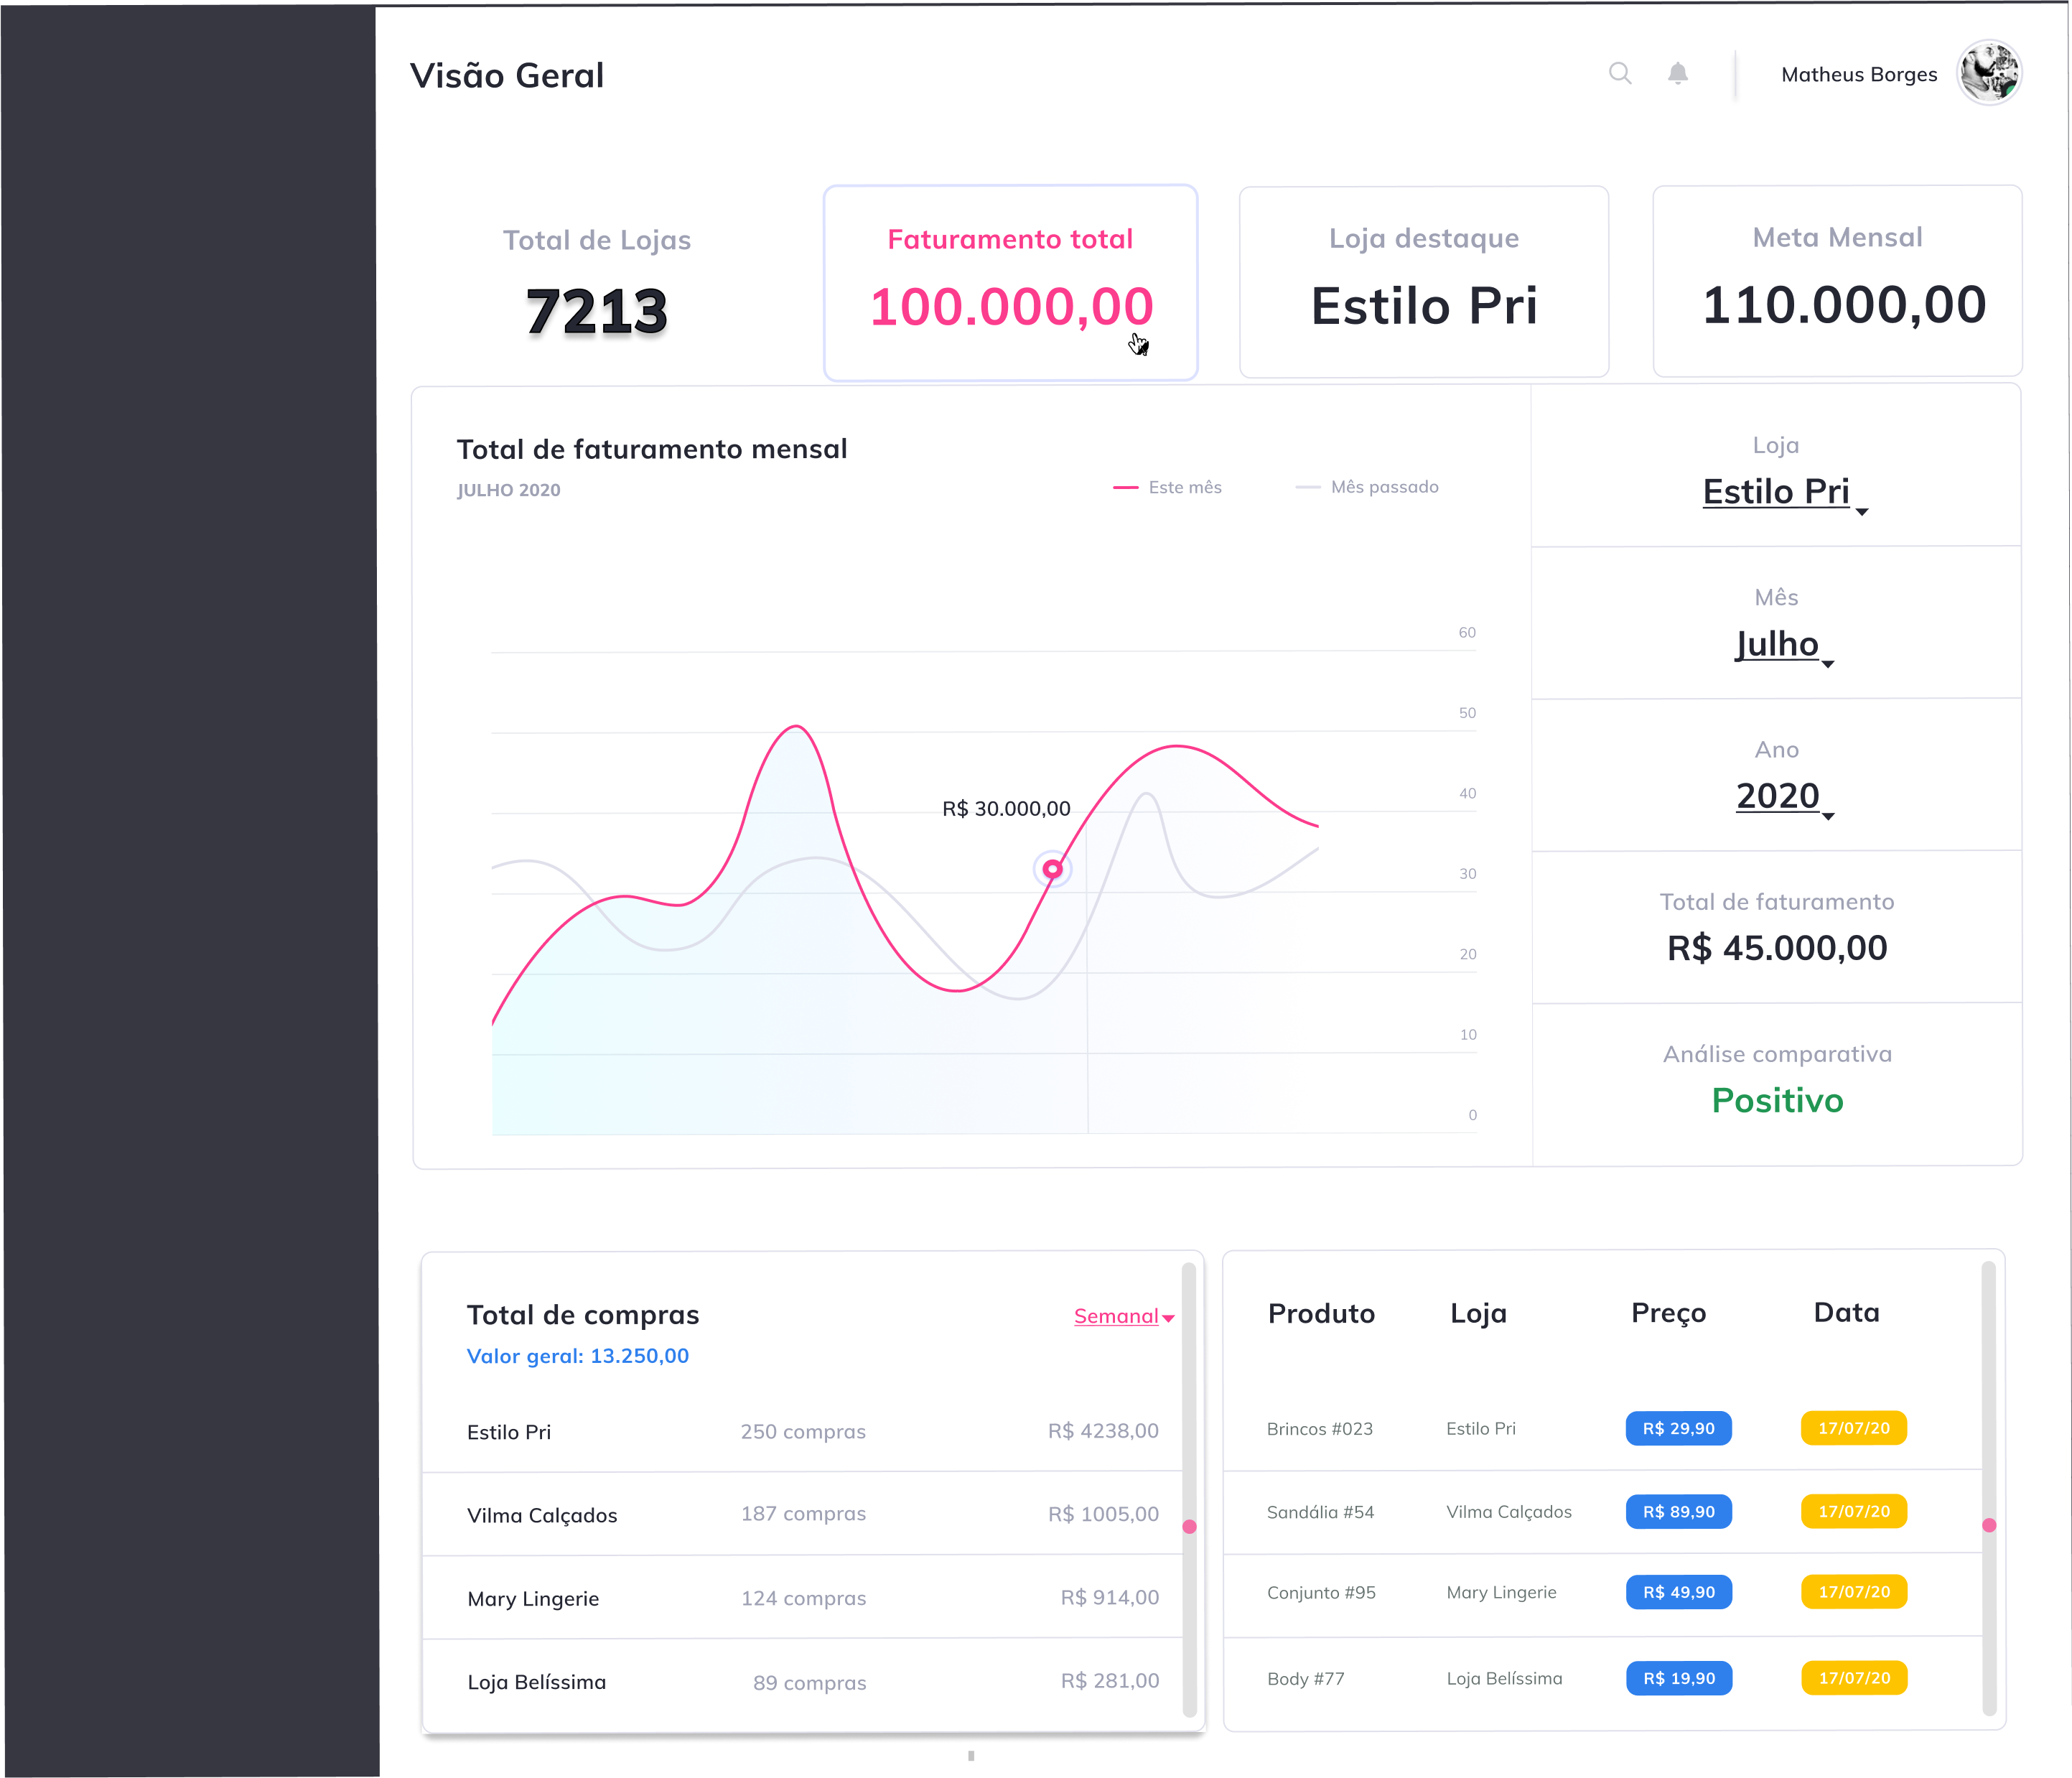 Visão Geral
Matheus Borges
Total de Lojas
7213
Faturamento total
100.000,00
Loja destaque
Estilo Pri
Meta Mensal
110.000,00
Total de faturamento mensal
JULHO 2020
Este mês
Mês passado
60
50
40
30
20
10
0
R$ 30.000,00
Loja
Estilo Pri
Mês
Julho
Ano
2020
Total de faturamento
R$ 45.000,00
Análise comparativa
Positivo
Total de compras
Semanal
Valor geral: 13.250,00
Estilo Pri 250 compras R$ 4238,00
Vilma Calçados 187 compras R$ 1005,00
Mary Lingerie 124 compras R$ 914,00
Loja Belíssima 89 compras R$ 281,00
Produto Loja Preço Data
Brincos #023 Estilo Pri R$ 29,90 17/07/20
Sandália #54 Vilma Calçados R$ 89,90 17/07/20
Conjunto #95 Mary Lingerie R$ 49,90 17/07/20
Body #77 Loja Belíssima R$ 19,90 17/07/20